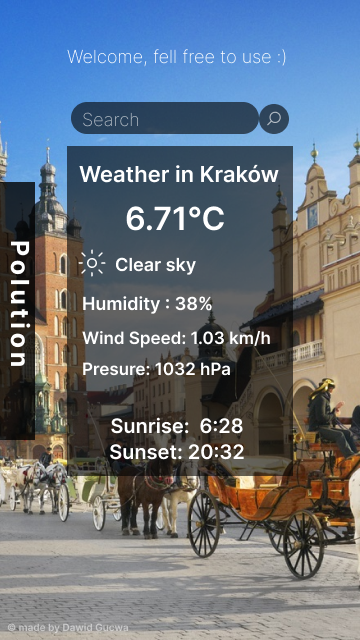 Welcome, fell free to use :)
Search
Weather in Kraków
6.71°C
Clear sky
Humidity : 38%
Wind Speed: 1.03 km/h
Presure: 1032 hPa
Sunrise: 6:28
Sunset: 20:32
Polution
© made by Dawid Gucwa